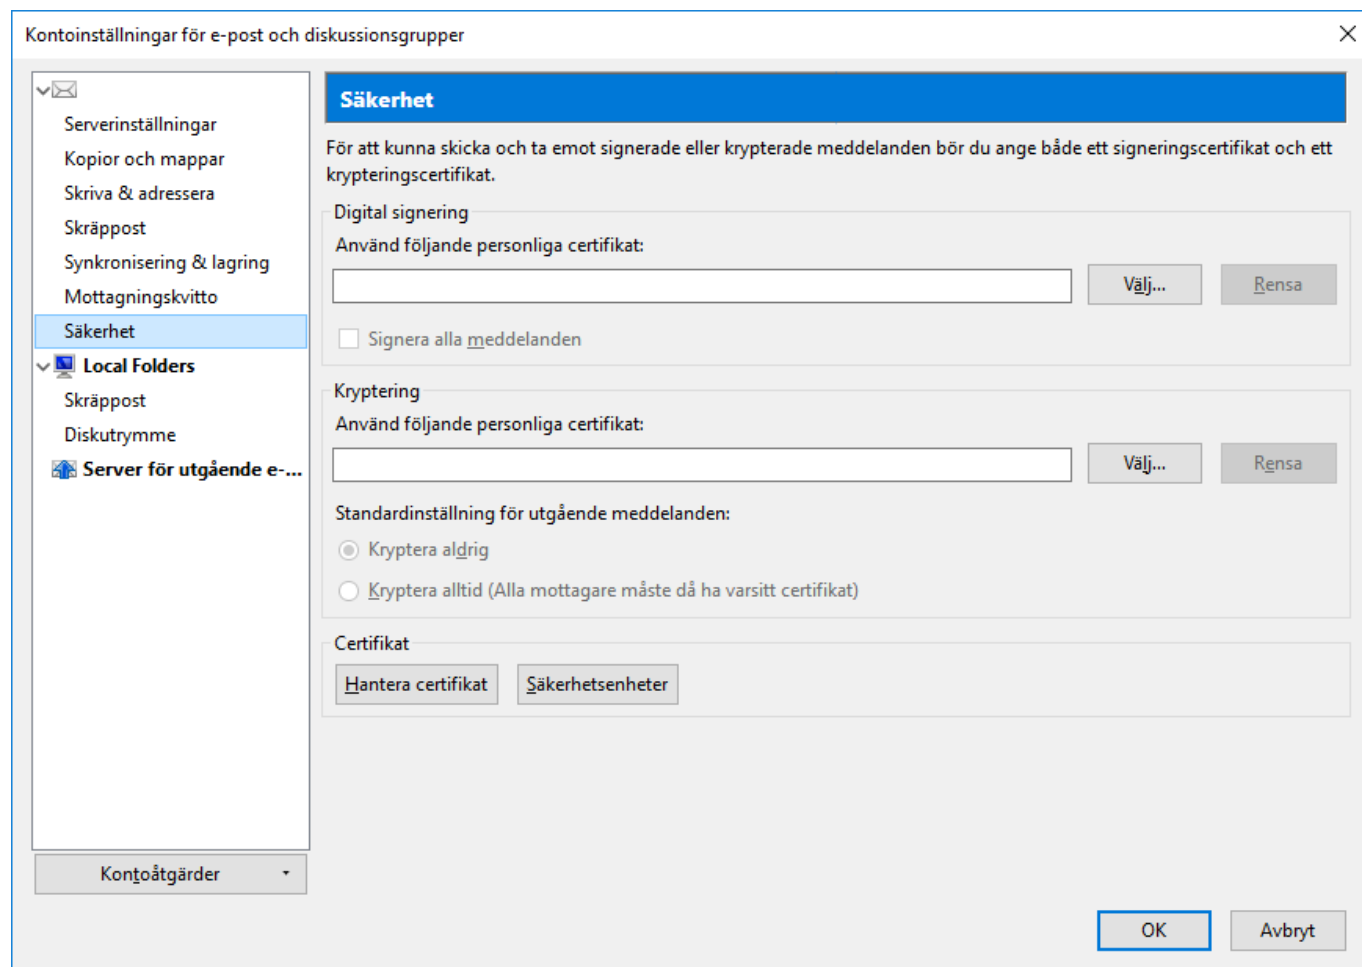 Kontoinställningar för e-post och diskussionsgrupper
Serverinställningar
Kopior och mappar
Skriva & adressera
Skräppost
Synkronisering & lagring
Mottagningskvitto
Säkerhet
Local Folders
Skräppost
Diskutrymme
Server för utgående e-...
Kontoåtgärder
Säkerhet
För att kunna skicka och ta emot signerade eller krypterade meddelanden bör du ange både ett signeringscertifikat och ett
krypteringscertifikat.
Digital signering
Använd följande personliga certifikat:
Välj...
Rensa
Signera alla meddelanden
Kryptering
Använd följande personliga certifikat:
Välj...
Rensa
Standardinställning för utgående meddelanden:
Kryptera aldrig
Kryptera alltid (Alla mottagare måste då ha varsitt certifikat)
Certifikat
Hantera certifikat
Säkerhetsenheter
OK
Avbryt